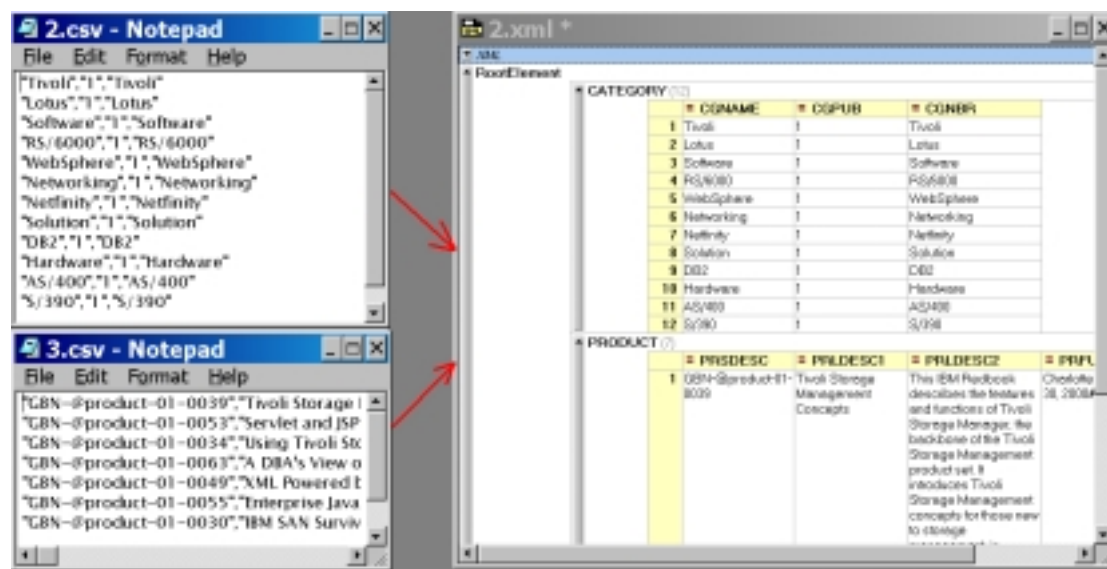 2.csv - Notepad
File Edit Format Help
"Tivoli","1","Tivoli"
"Lotus","1","Lotus"
"Software","1","Software"
"RS/6000","1","RS/6000"
"WebSphere","1","WebSphere"
"Networking","1","Networking"
"Netfinity","1","Netfinity"
"Solution","1","Solution"
"DB2","1","DB2"
"Hardware","1","Hardware"
"AS/400","1","AS/400"
"S/390","1","S/390"
3.csv - Notepad
File Edit Format Help
"GBN-@product-01-0039","Tivoli Storage
"GBN-@product-01-0053","Servlet and JSP
"GBN-@product-01-0034","Using Tivoli Sto
"GBN-@product-01-0063","A DBA's View o
"GBN-@product-01-0049","XML Powered b
"GBN-@product-01-0055","Enterprise Java
"GBN-@product-01-0030","IBM SAN Surviv
2.xml *
XML
RootElement
CATEGORY (12)
CGNAME CGPUB CGNBR
1 Tivoli 1 Tivoli
2 Lotus 1 Lotus
3 Software 1 Software
4 RS/6000 1 RS/6000
5 WebSphere 1 WebSphere
6 Networking 1 Networking
7 Netfinity 1 Netfinity
8 Solution 1 Solution
9 DB2 1 DB2
10 Hardware 1 Hardware
11 AS/400 1 AS/400
12 S/390 1 S/390
PRODUCT (7)
PRSDESC PRLDESC1 PRLDESC2
1 GBN-@product-01- Tivoli Storage This IBM Redbook Charlotte
0039 Management describes the features
Concepts and functions of Tivoli
Storage Manager, the
backbone of the Tivoli
Storage Management
product set. It
introduces Tivoli
Storage Management
concepts for those new
to storage